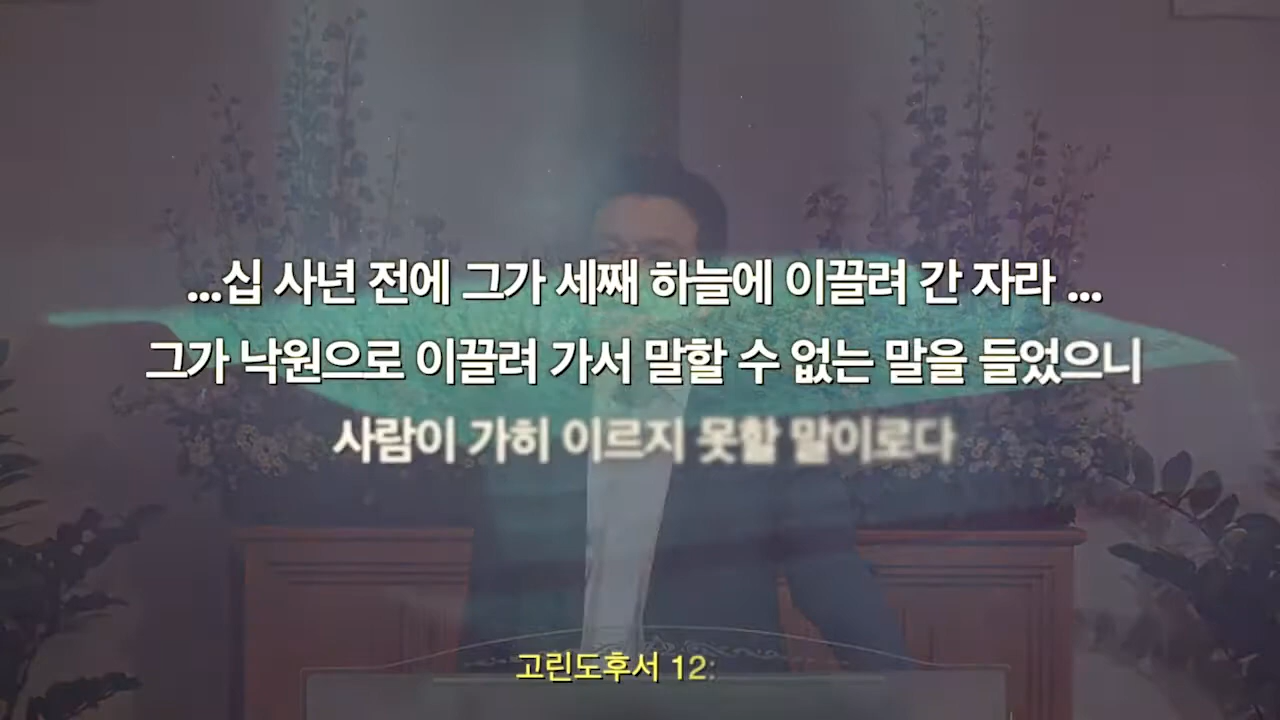 ...십 사년 전에 그가 세째 하늘에 이끌려 간 자라 ...
그가 낙원으로 이끌려 가서 말할 수 없는 말을 들었으니
사람이 가히 이르지 못할 말이로다
고린도후서 12: